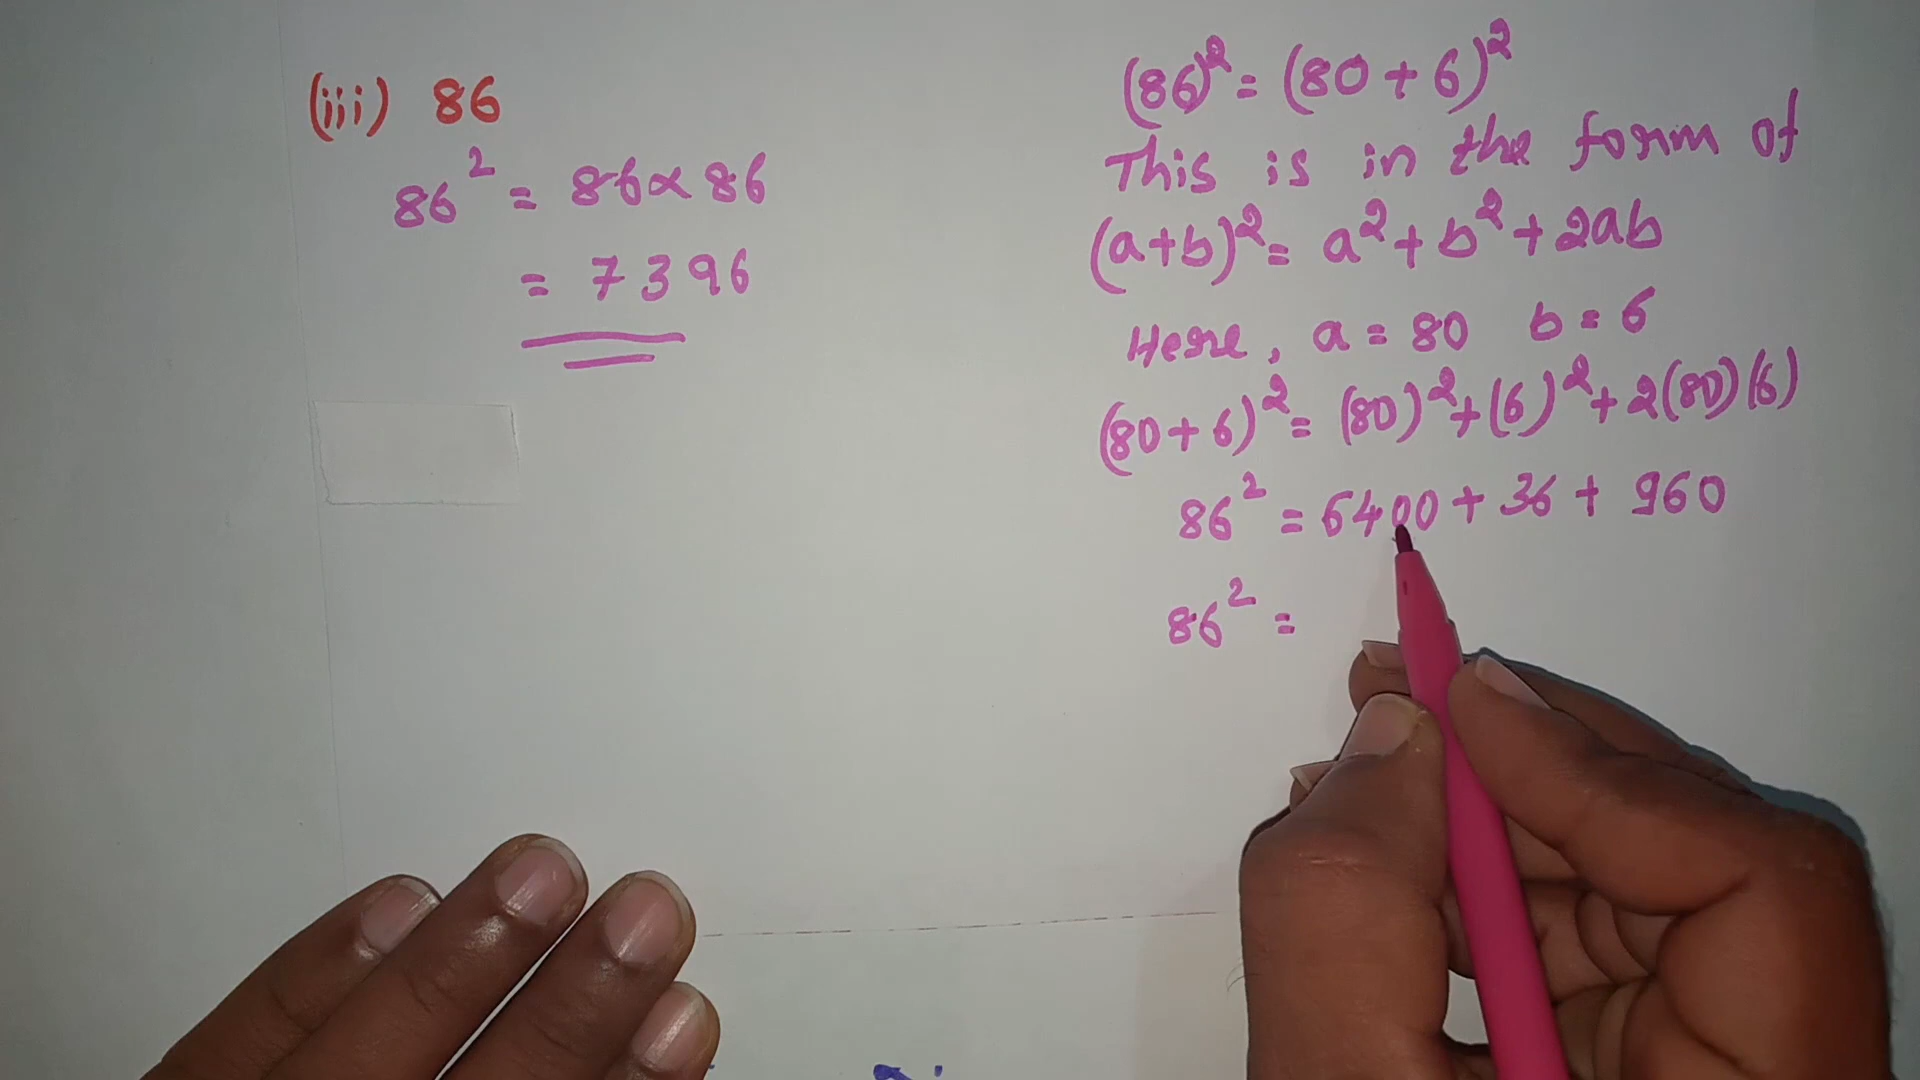 (iii) 86
86² = 86 × 86
= 7396
(86)² = (80 + 6)²
This is in the form of
(a+b)² = a² + b² + 2ab
Here, a = 80 b = 6
(80 + 6)² = (80)² + (6)² + 2(80)(6)
86² = 6400 + 36 + 960
86² =